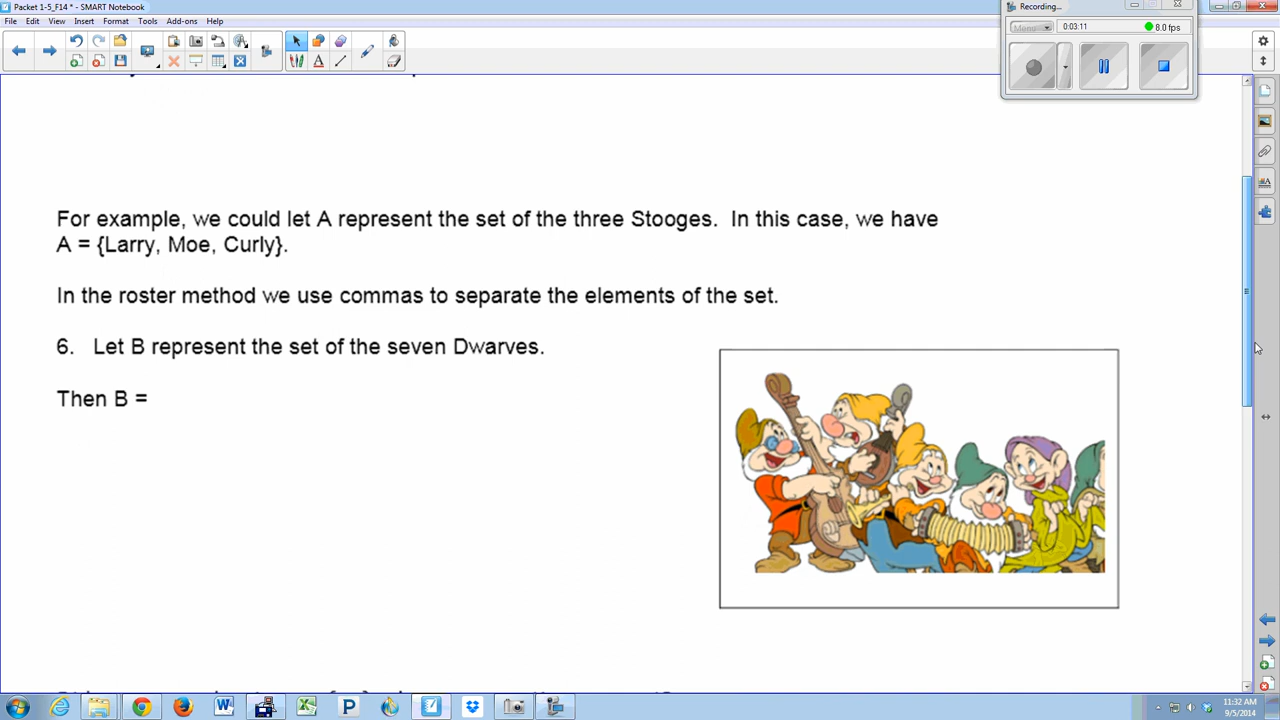 Packet 1-5_F14 * - SMART Notebook
File Edit View Insert Format Tools Add-ons Help
Recording...
Menu
0:03:11
8.0 fps
For example, we could let A represent the set of the three Stooges. In this case, we have
A = {Larry, Moe, Curly}.
In the roster method we use commas to separate the elements of the set.
6. Let B represent the set of the seven Dwarves.
Then B =
11:32 AM
9/5/2014